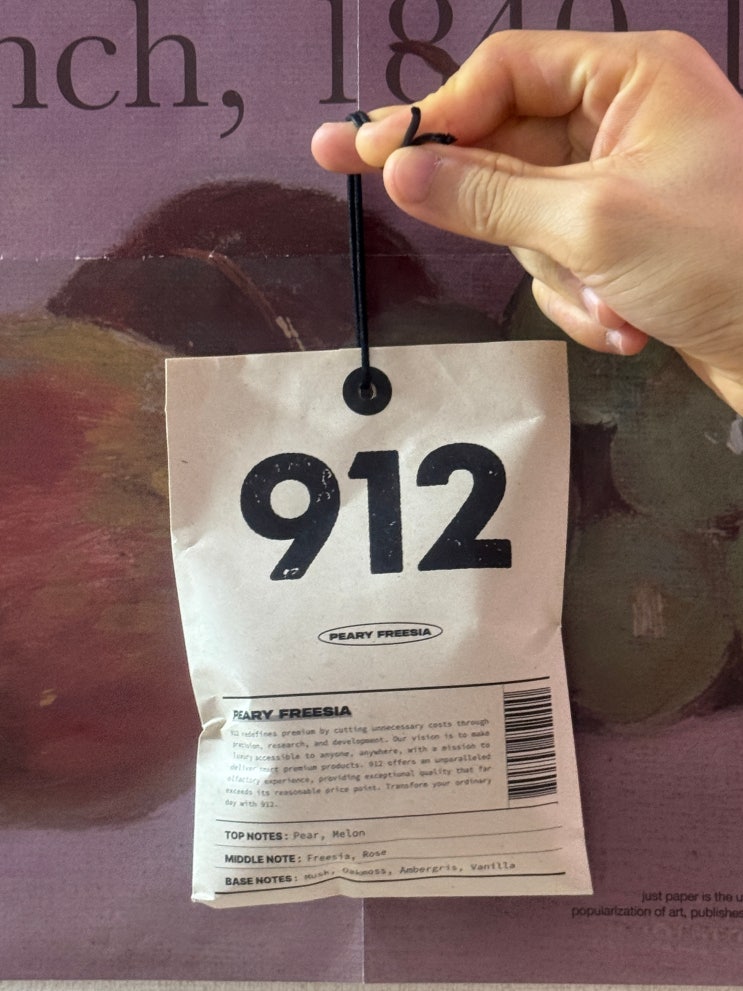 nch, 1840,
912
PEARY FREESIA
PEARY FREESIA
912 redefines premium by cutting unnecessary costs through
precision, research, and development. Our vision is to make
luxury accessible to anyone, anywhere, with a mission to
deliver smart premium products. 912 offers an unparalleled
olfactory experience, providing exceptional quality that far
exceeds its reasonable price point. Transform your ordinary
day with 912.
TOP NOTES: Pear, Melon
MIDDLE NOTE: Freesia, Rose
BASE NOTES: Musk, Oakmoss, Ambergris, Vanilla
just paper is the u
popularization of art, publishe